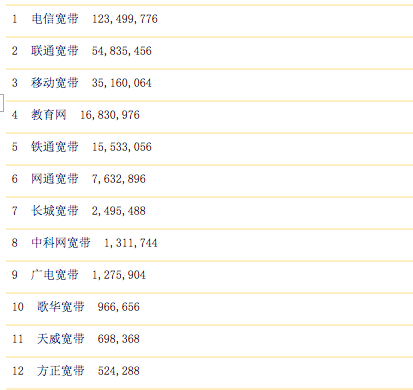 1 电信宽带 123,499,776
2 联通宽带 54,835,456
3 移动宽带 35,160,064
4 教育网 16,830,976
5 铁通宽带 15,533,056
6 网通宽带 7,632,896
7 长城宽带 2,495,488
8 中科网宽带 1,311,744
9 广电宽带 1,275,904
10 歌华宽带 966,656
11 天威宽带 698,368
12 方正宽带 524,288